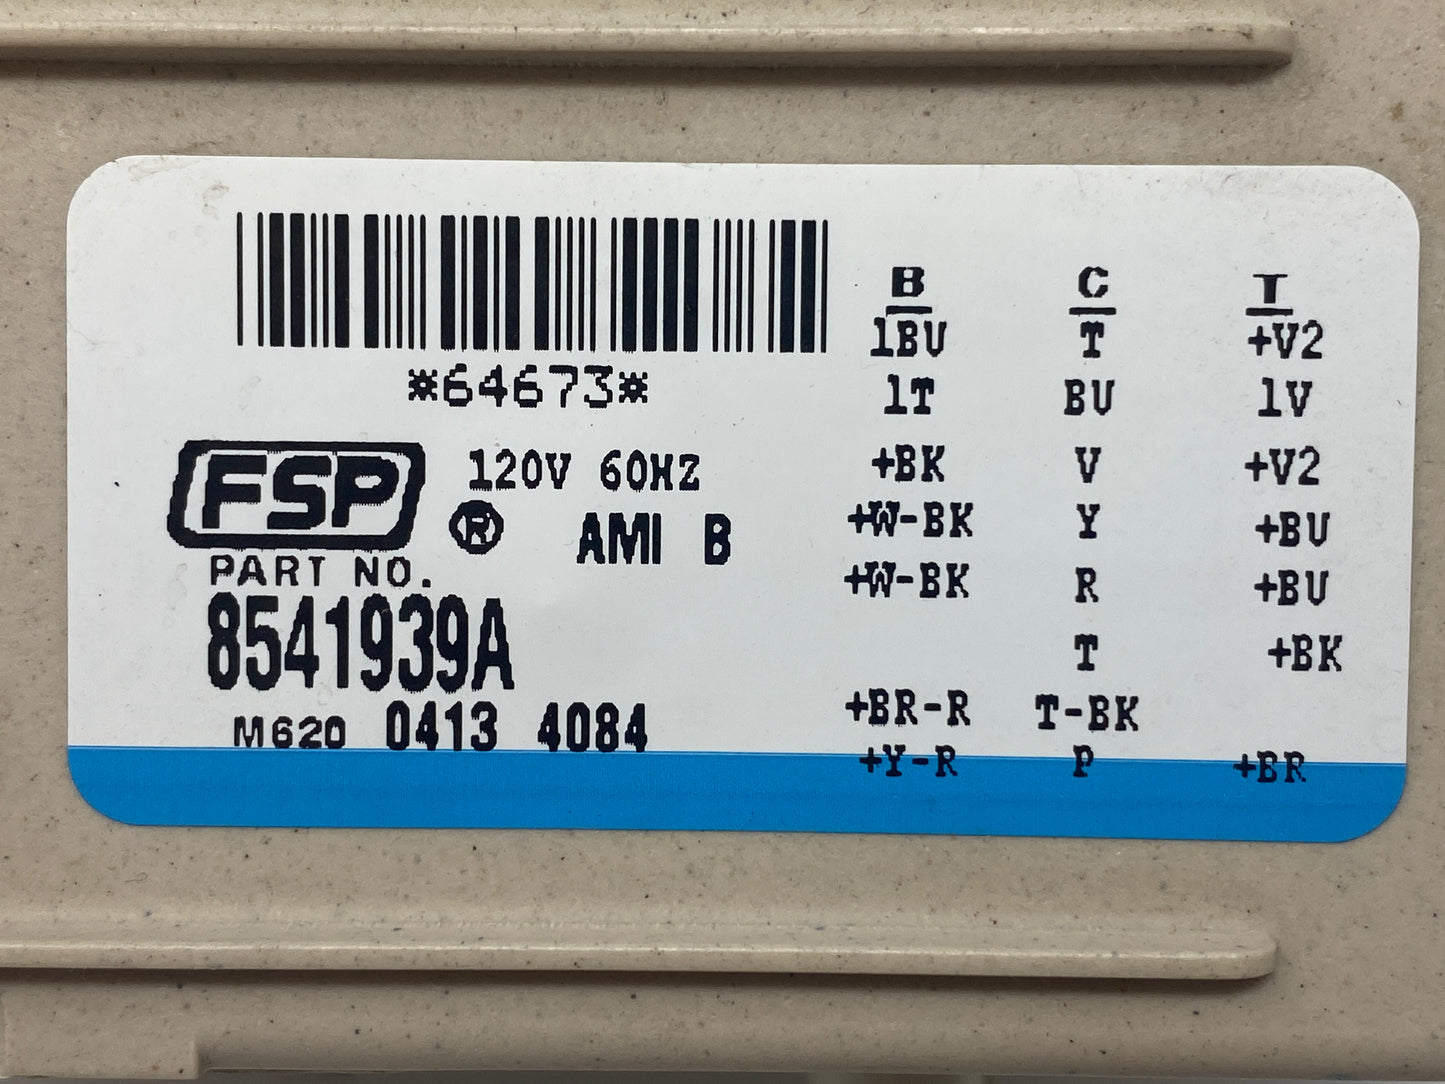 *64673*
FSP ® 120V 60HZ
AMI B
PART NO.
8541939A
M620 0413 4084
B C T
1BU T +V2
1T BU 1V
+BK V +V2
+W-BK Y +BU
+W-BK R +BU
T +BK
+BR-R T-BK
+Y-R P +BR